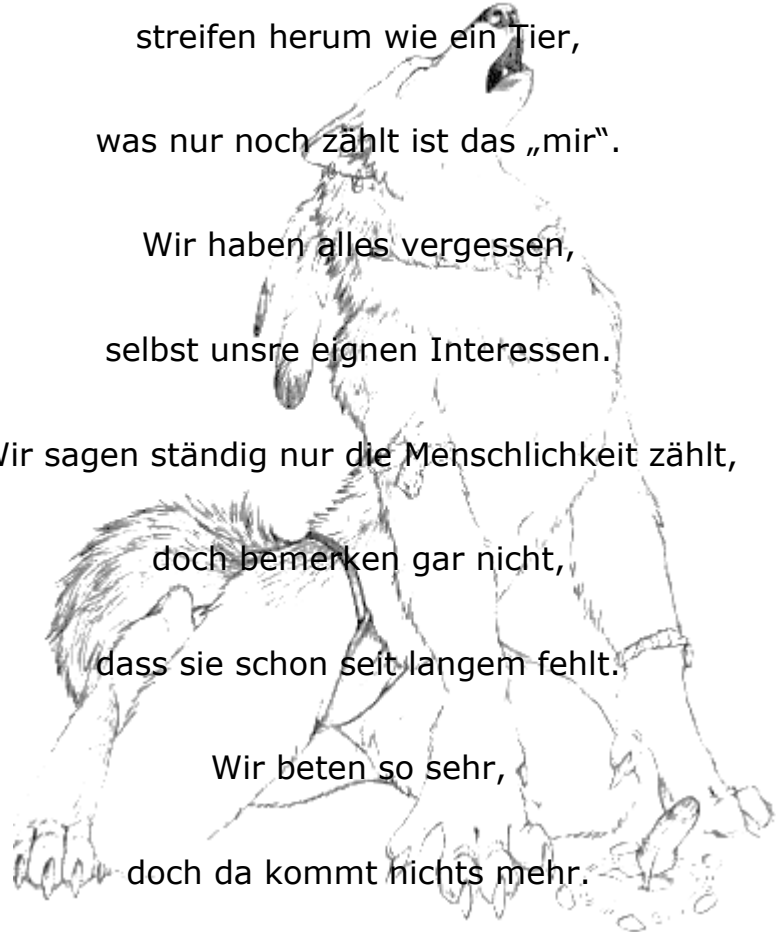 streifen herum wie ein Tier,
was nur noch zählt ist das „mir“.
Wir haben alles vergessen,
selbst unsre eignen Interessen.
Wir sagen ständig nur die Menschlichkeit zählt,
doch bemerken gar nicht,
dass sie schon seit langem fehlt.
Wir beten so sehr,
doch da kommt nichts mehr.